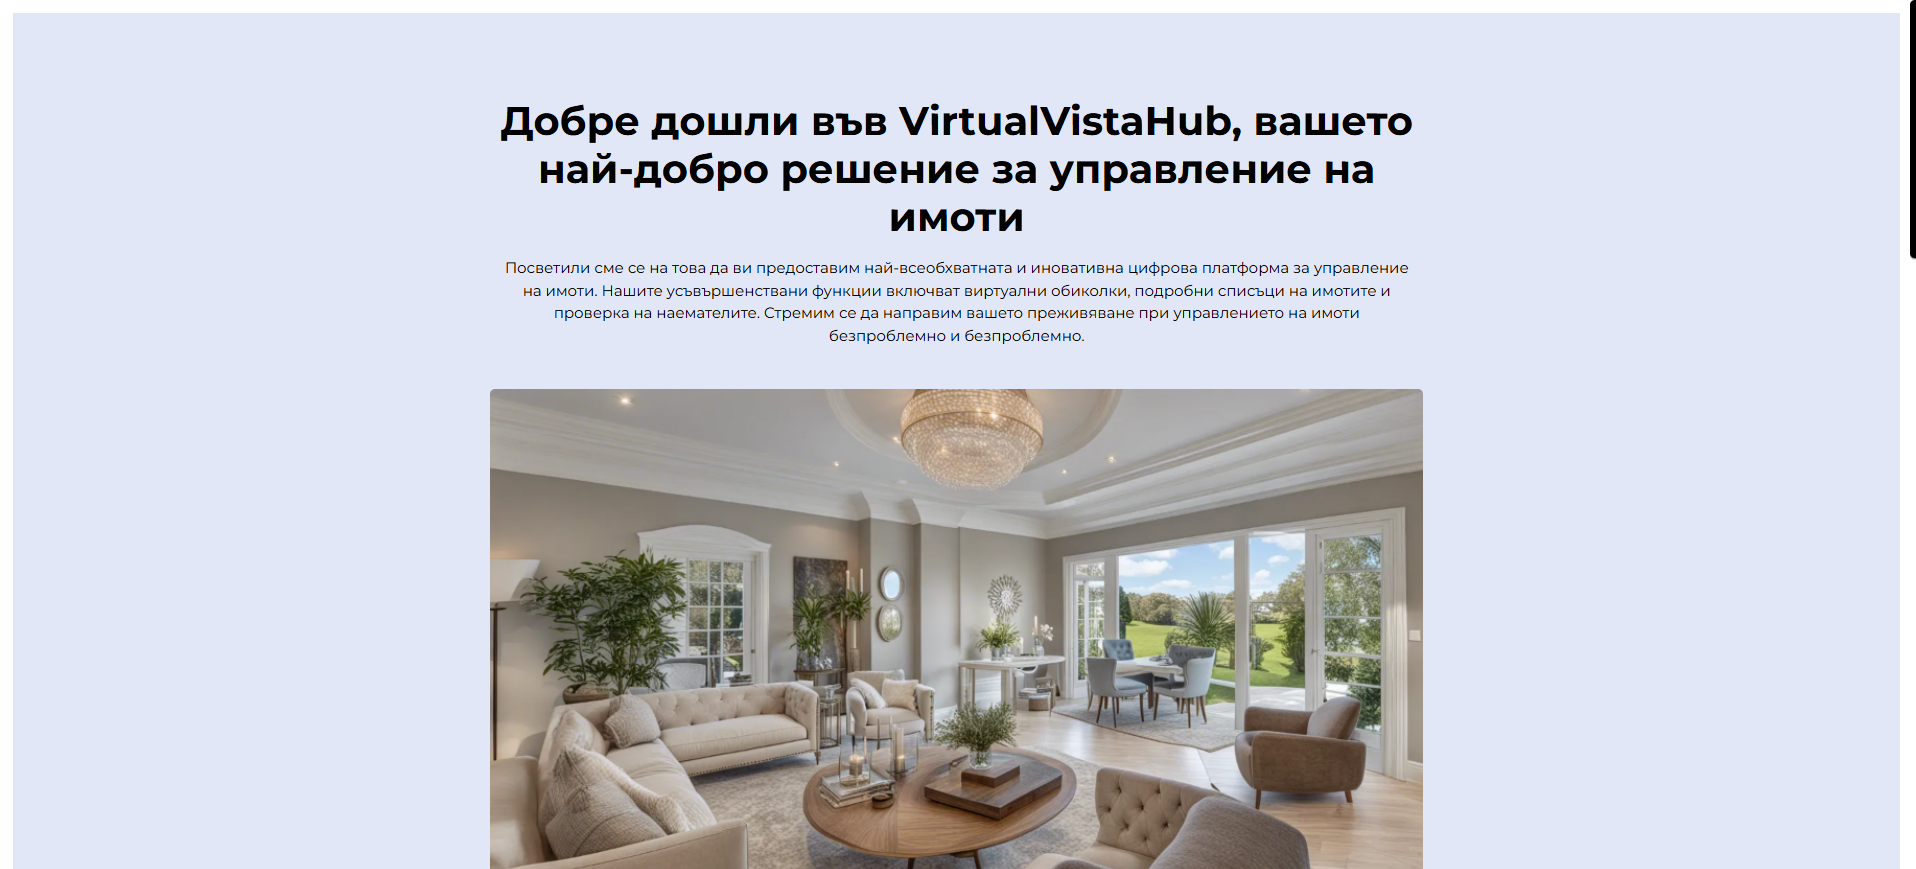 Добре дошли във VirtualVistaHub, вашето
най-добро решение за управление на
имоти
Посветили сме се на това да ви предоставим най-всеобхватната и иновативна цифрова платформа за управление
на имоти. Нашите усъвършенствани функции включват виртуални обиколки, подробни списъци на имотите и
проверка на наемателите. Стремим се да направим вашето преживяване при управлението на имоти
безпроблемно и безпроблемно.